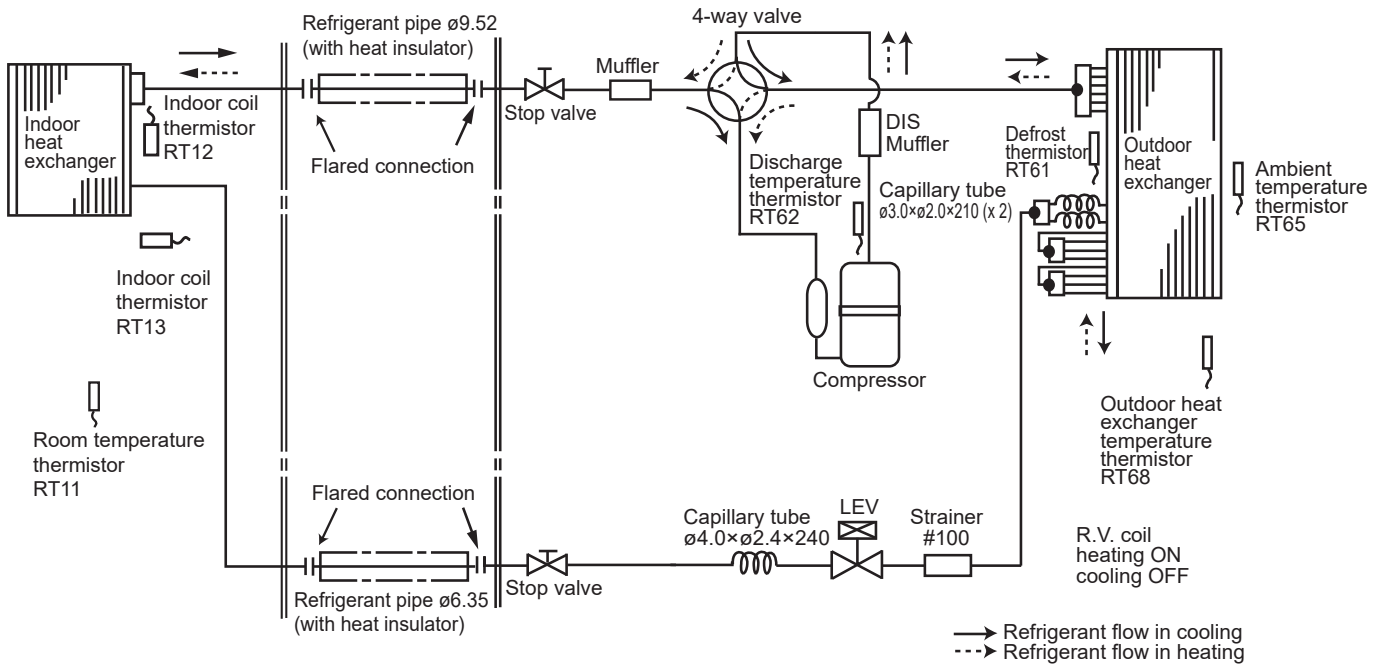 4-way valve
Refrigerant pipe ø9.52
(with heat insulator)
Muffler
Stop valve
Indoor coil
thermistor
RT12
Indoor
heat
exchanger
Flared connection
DIS
Muffler
Discharge
temperature
thermistor
RT62
Capillary tube
ø3.0×ø2.0×210 (x 2)
Defrost
thermistor
RT61
Outdoor
heat
exchanger
Ambient
temperature
thermistor
RT65
Indoor coil
thermistor
RT13
Compressor
Room temperature
thermistor
RT11
Outdoor heat
exchanger
temperature
thermistor
RT68
Flared connection
Capillary tube
ø4.0×ø2.4×240
LEV
Strainer
#100
R.V. coil
heating ON
cooling OFF
Stop valve
Refrigerant pipe ø6.35
(with heat insulator)
Refrigerant flow in cooling
Refrigerant flow in heating